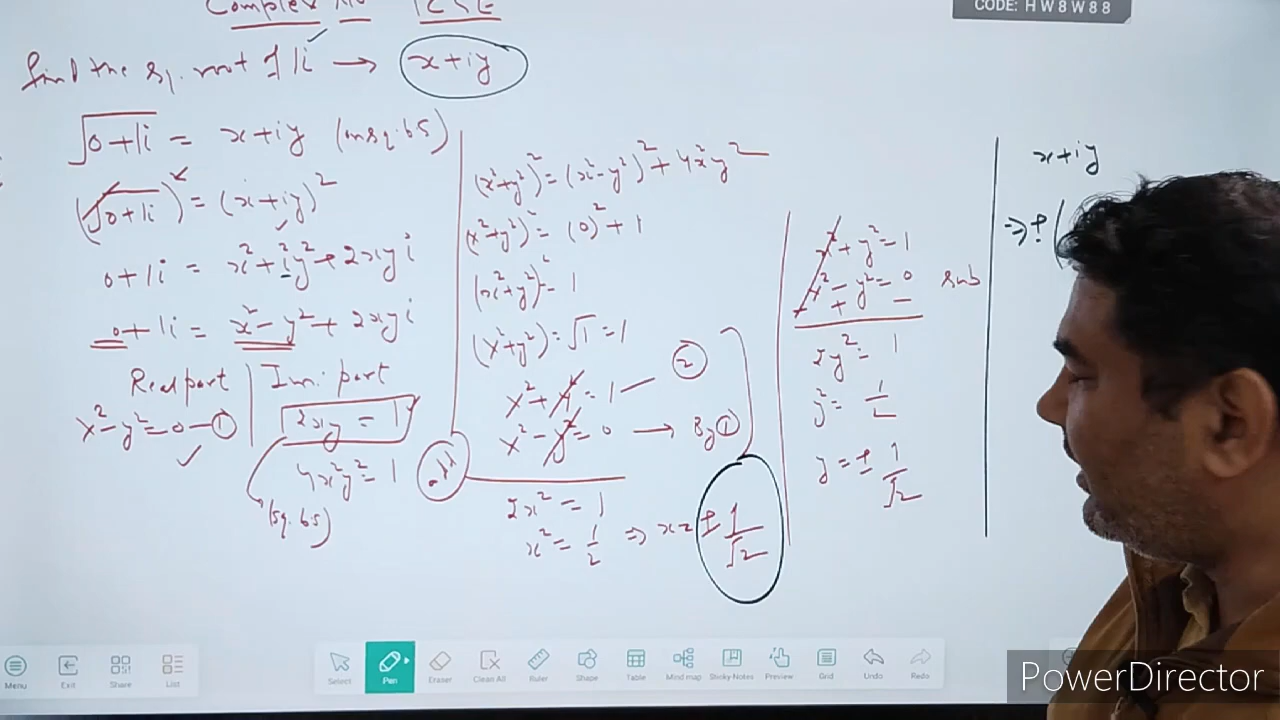 Complex No ICSE
CODE: HW8W88
find the sq. root of 1i → x+iy
√0+1i = x+iy (on sq. b.s)
(√0+1i)² = (x+iy)²
0+1i = x²+i²y²+2xyi
0+1i = x²-y²+2xyi
Real part
x²-y²=0 —①
Im. part
2xy = 1
4x²y² = 1
(sq. b.s)
(x²+y²)² = (x²-y²)²+4x²y²
(x²+y²)² = (0)²+1
(x²+y²)² = 1
(x²+y²) = √1 = 1
x²+y² = 1 — ②
x²-y² = 0 → By ①
2x² = 1
x² = 1/2 ⇒ x = ± 1/√2
x²+y²=1
x²-y²=0 sub
- + -
2y² = 1
y² = 1/2
y = ± 1/√2
x+iy
⇒ ± (
Menu
Exit
Share
List
Select
Pen
Eraser
Clean All
Ruler
Shape
Table
Mind map
Sticky Notes
Preview
Grid
Undo
Redo
PowerDirector